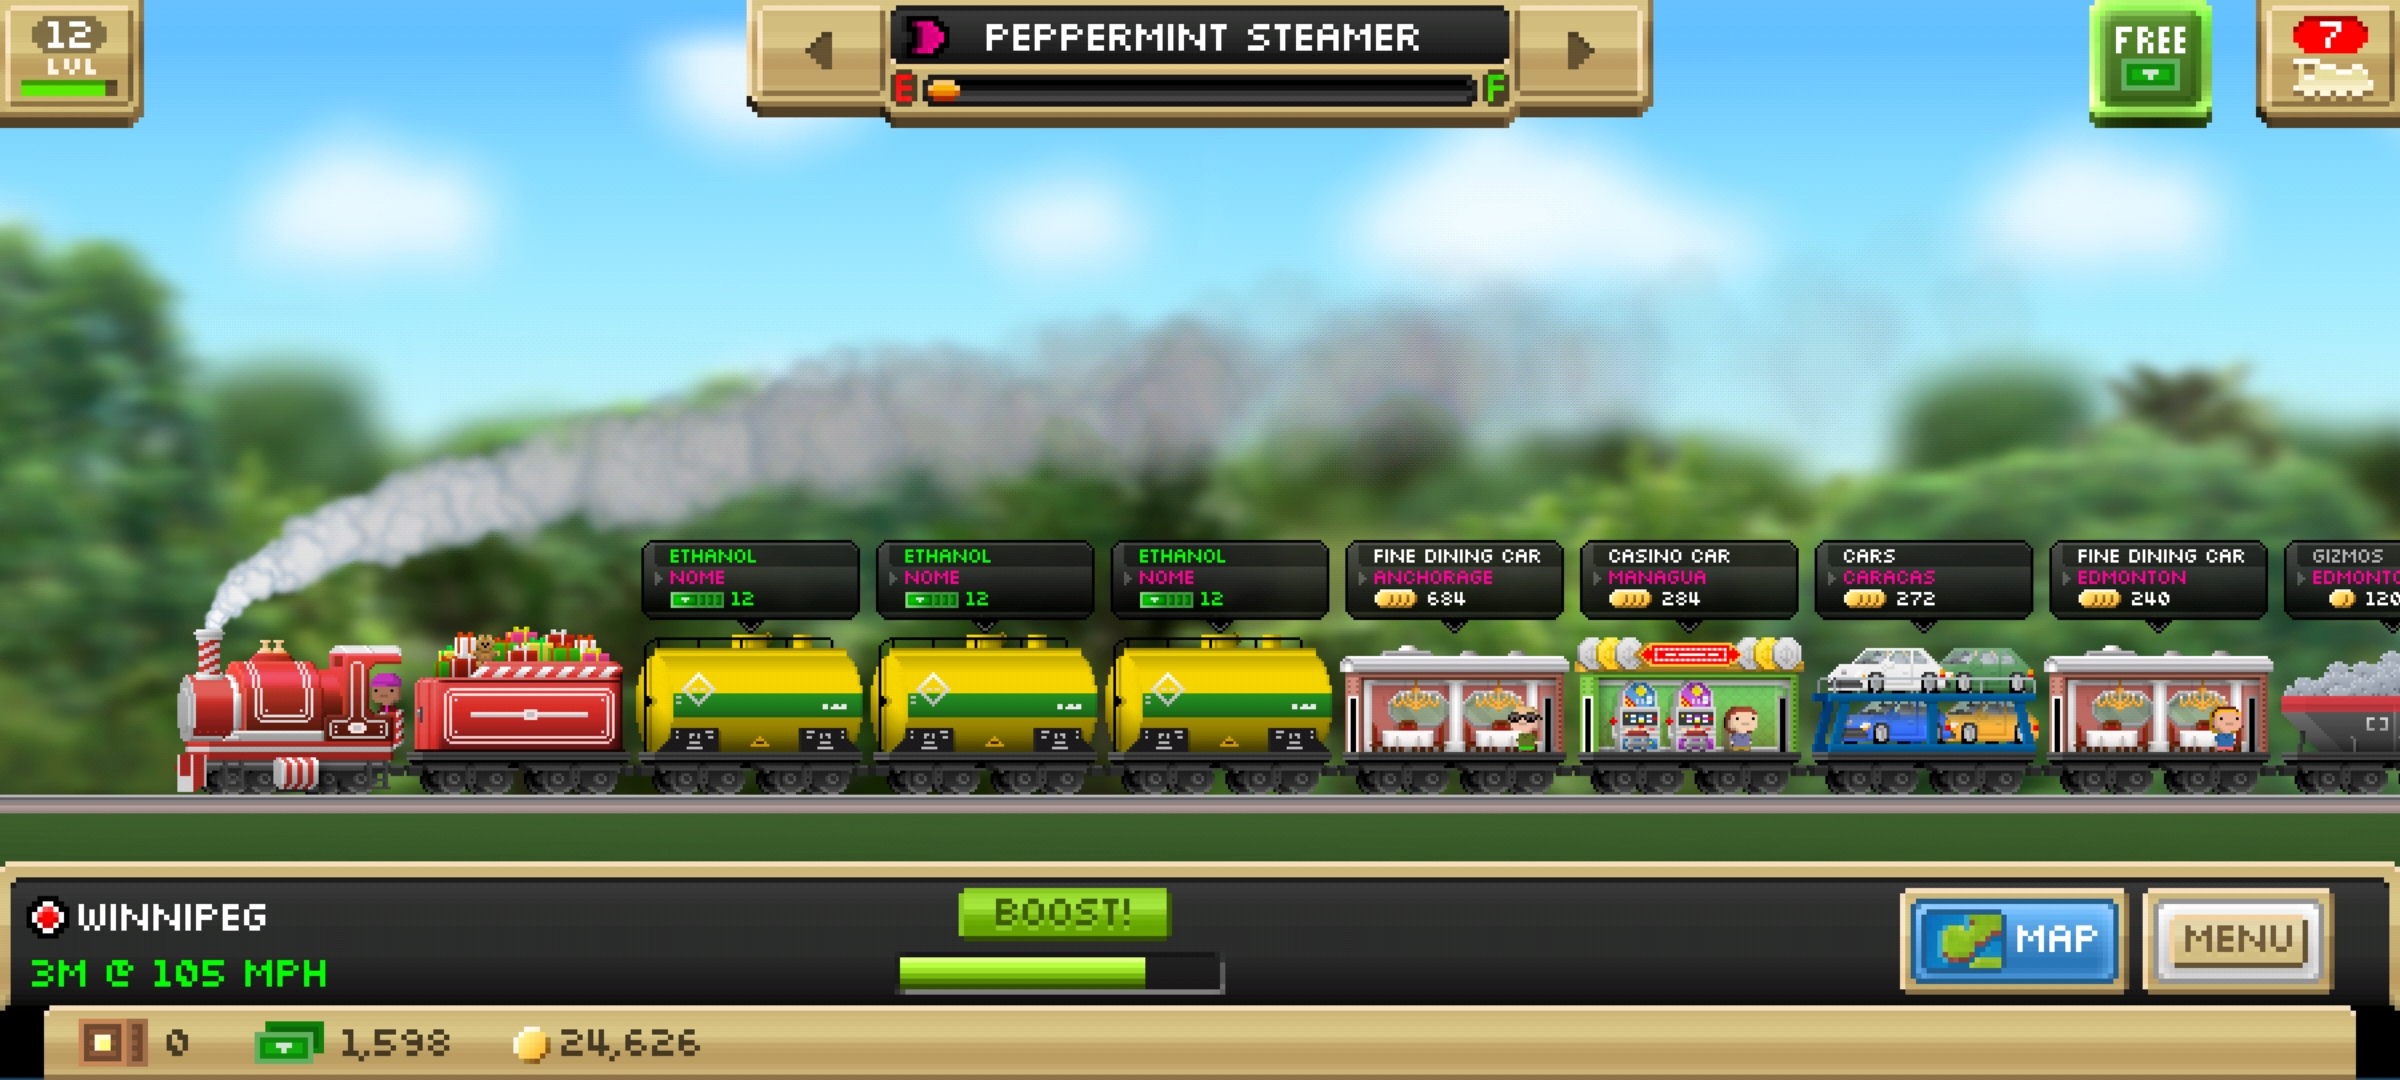 12
LVL
PEPPERMINT STEAMER
E F
FREE
7
ETHANOL
NOME
12
ETHANOL
NOME
12
ETHANOL
NOME
12
FINE DINING CAR
ANCHORAGE
684
CASINO CAR
MANAGUA
284
CARS
CARACAS
272
FINE DINING CAR
EDMONTON
240
GIZMOS
EDMONTO
120
WINNIPEG
3M @ 105 MPH
BOOST!
MAP
MENU
0
1,598
24,626